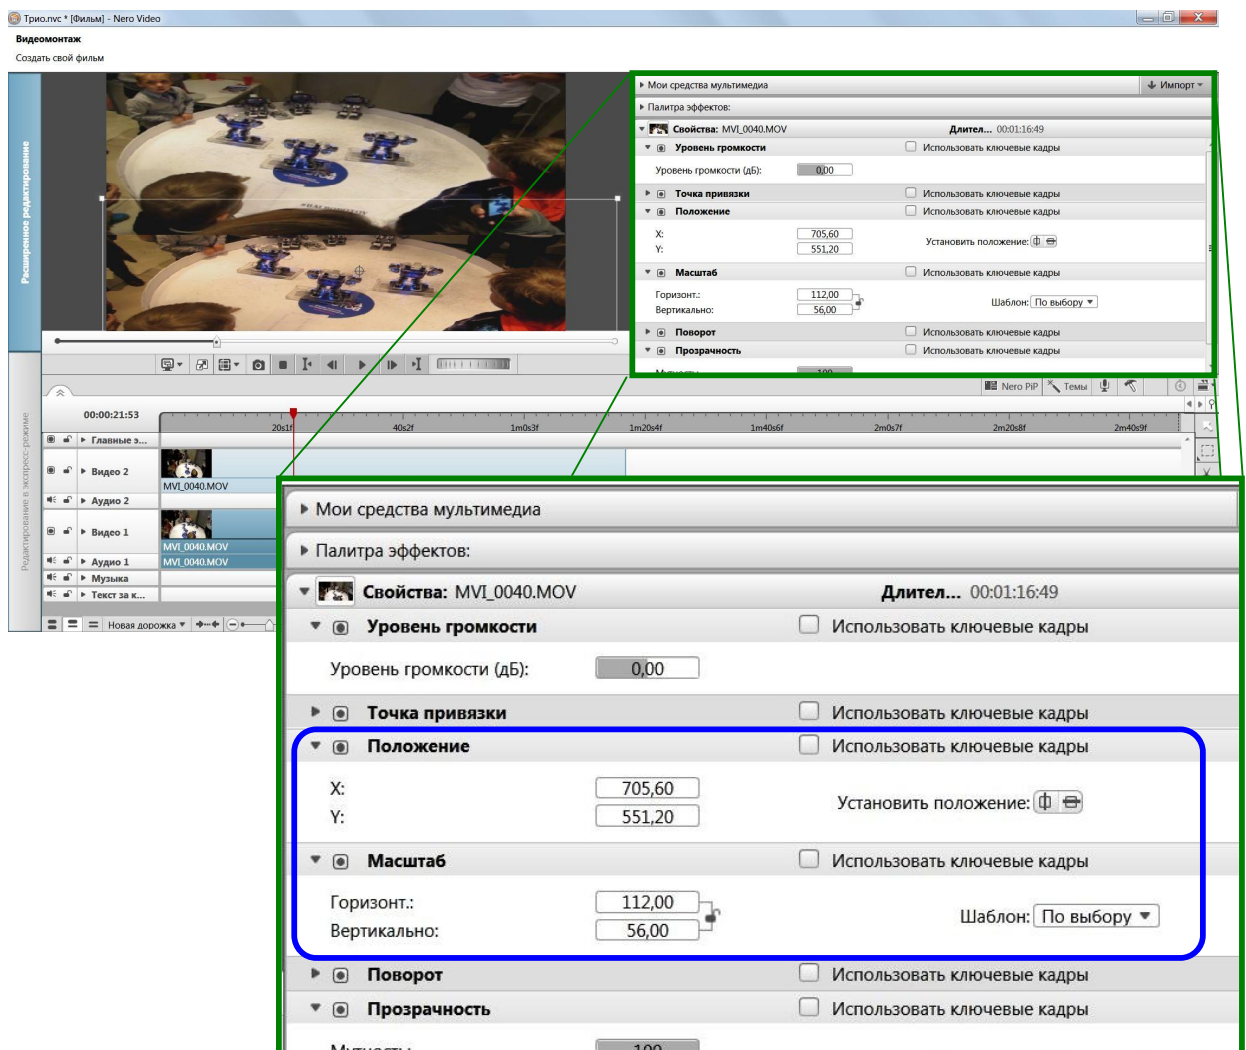 Трио.nvc * [Фильм] - Nero Video
Видеомонтаж
Создать свой фильм
Расширенное редактирование
Редактирование в экспресс-режиме
Мои средства мультимедиа
Импорт
Палитра эффектов:
Свойства: MVI_0040.MOV Длител... 00:01:16:49
Уровень громкости Использовать ключевые кадры
Уровень громкости (дБ): 0,00
Точка привязки Использовать ключевые кадры
Положение Использовать ключевые кадры
X: 705,60
Y: 551,20
Установить положение:
Масштаб Использовать ключевые кадры
Горизонт.: 112,00
Вертикально: 56,00
Шаблон: По выбору
Поворот Использовать ключевые кадры
Прозрачность Использовать ключевые кадры
Nero PiP Темы
00:00:21:53
20s1f 40s2f 1m0s3f 1m20s4f 1m40s6f 2m0s7f 2m20s8f 2m40s9f
Главные э...
Видео 2
MVI_0040.MOV
Аудио 2
Видео 1
MVI_0040.MOV
Аудио 1 MVI_0040.MOV
Музыка
Текст за к...
Новая дорожка
Мои средства мультимедиа
Палитра эффектов:
Свойства: MVI_0040.MOV Длител... 00:01:16:49
Уровень громкости Использовать ключевые кадры
Уровень громкости (дБ): 0,00
Точка привязки Использовать ключевые кадры
Положение Использовать ключевые кадры
X: 705,60
Y: 551,20
Установить положение:
Масштаб Использовать ключевые кадры
Горизонт.: 112,00
Вертикально: 56,00
Шаблон: По выбору
Поворот Использовать ключевые кадры
Прозрачность Использовать ключевые кадры
100